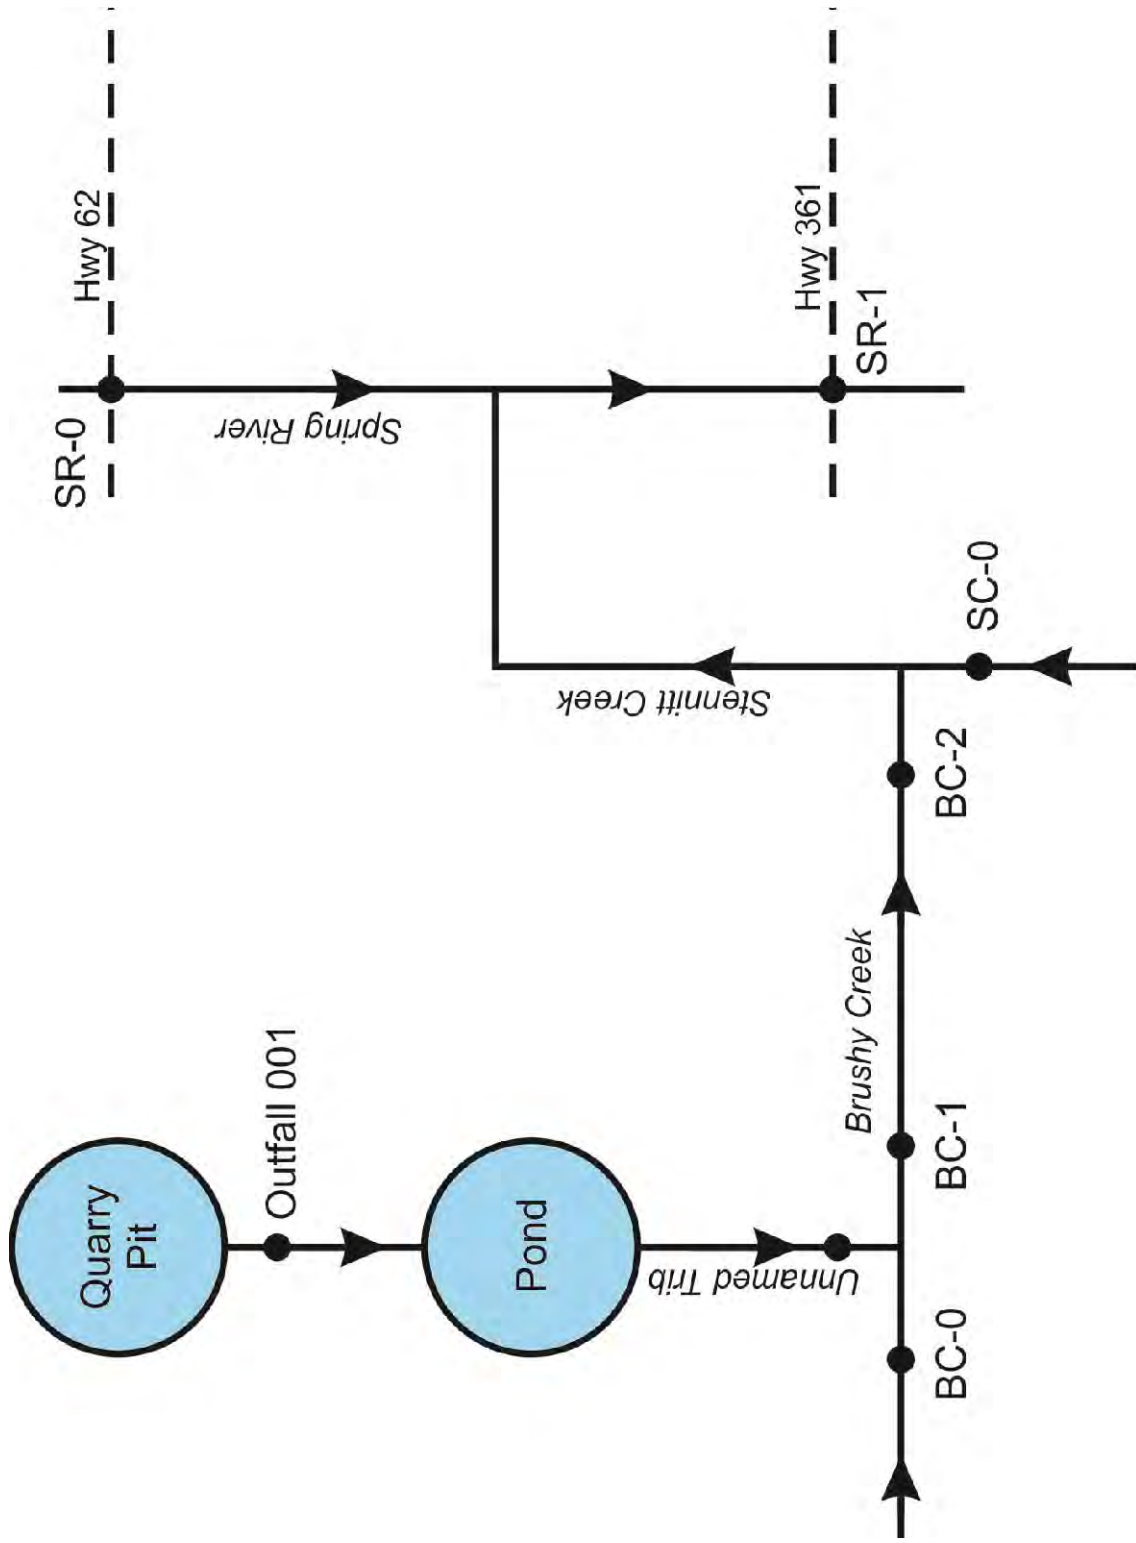 Quarry
Pit
Outfall 001
Pond
Unnamed Trib
BC-0
BC-1
Brushy Creek
BC-2
SC-0
Stennitt Creek
SR-0
Hwy 62
Spring River
Hwy 361
SR-1